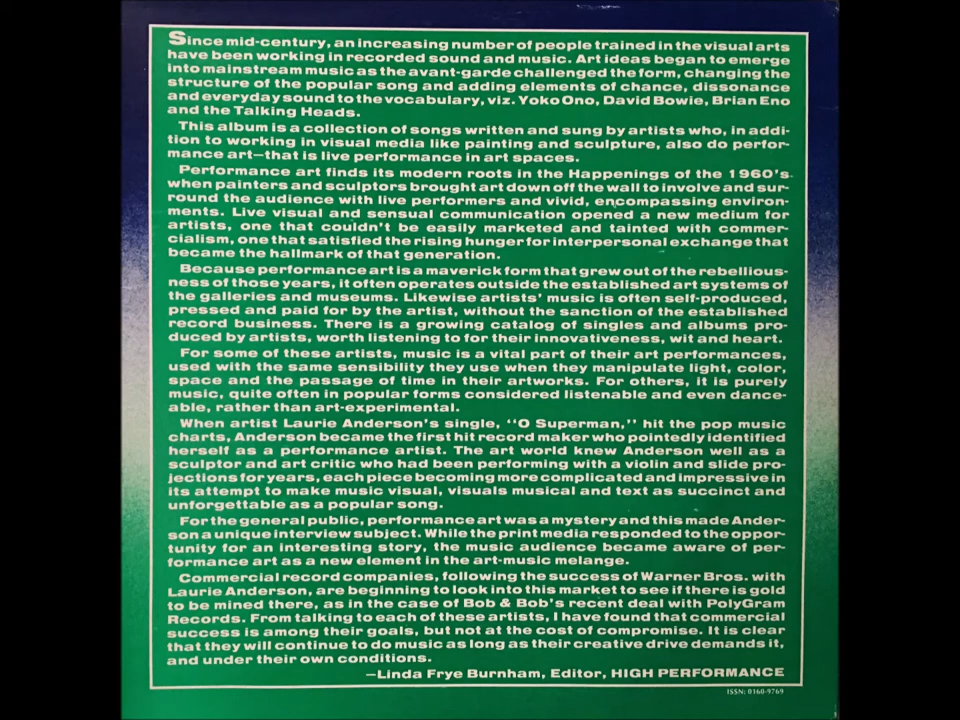 Since mid-century, an increasing number of people trained in the visual arts
have been working in recorded sound and music. Art ideas began to emerge
into mainstream music as the avant-garde challenged the form, changing the
structure of the popular song and adding elements of chance, dissonance
and everyday sound to the vocabulary, viz. Yoko Ono, David Bowie, Brian Eno
and the Talking Heads.
This album is a collection of songs written and sung by artists who, in addi-
tion to working in visual media like painting and sculpture, also do perfor-
mance art—that is live performance in art spaces.
Performance art finds its modern roots in the Happenings of the 1960's
when painters and sculptors brought art down off the wall to involve and sur-
round the audience with live performers and vivid, encompassing environ-
ments. Live visual and sensual communication opened a new medium for
artists, one that couldn't be easily marketed and tainted with commer-
cialism, one that satisfied the rising hunger for interpersonal exchange that
became the hallmark of that generation.
Because performance art is a maverick form that grew out of the rebellious-
ness of those years, it often operates outside the established art systems of
the galleries and museums. Likewise artists' music is often self-produced,
pressed and paid for by the artist, without the sanction of the established
record business. There is a growing catalog of singles and albums pro-
duced by artists, worth listening to for their innovativeness, wit and heart.
For some of these artists, music is a vital part of their art performances,
used with the same sensibility they use when they manipulate light, color,
space and the passage of time in their artworks. For others, it is purely
music, quite often in popular forms considered listenable and even dance-
able, rather than art-experimental.
When artist Laurie Anderson's single, "O Superman," hit the pop music
charts, Anderson became the first hit record maker who pointedly identified
herself as a performance artist. The art world knew Anderson well as a
sculptor and art critic who had been performing with a violin and slide pro-
jections for years, each piece becoming more complicated and impressive in
its attempt to make music visual, visuals musical and text as succinct and
unforgettable as a popular song.
For the general public, performance art was a mystery and this made Ander-
son a unique interview subject. While the print media responded to the oppor-
tunity for an interesting story, the music audience became aware of per-
formance art as a new element in the art-music melange.
Commercial record companies, following the success of Warner Bros. with
Laurie Anderson, are beginning to look into this market to see if there is gold
to be mined there, as in the case of Bob & Bob's recent deal with PolyGram
Records. From talking to each of these artists, I have found that commercial
success is among their goals, but not at the cost of compromise. It is clear
that they will continue to do music as long as their creative drive demands it,
and under their own conditions.
—Linda Frye Burnham, Editor, HIGH PERFORMANCE
ISSN: 0160-9769